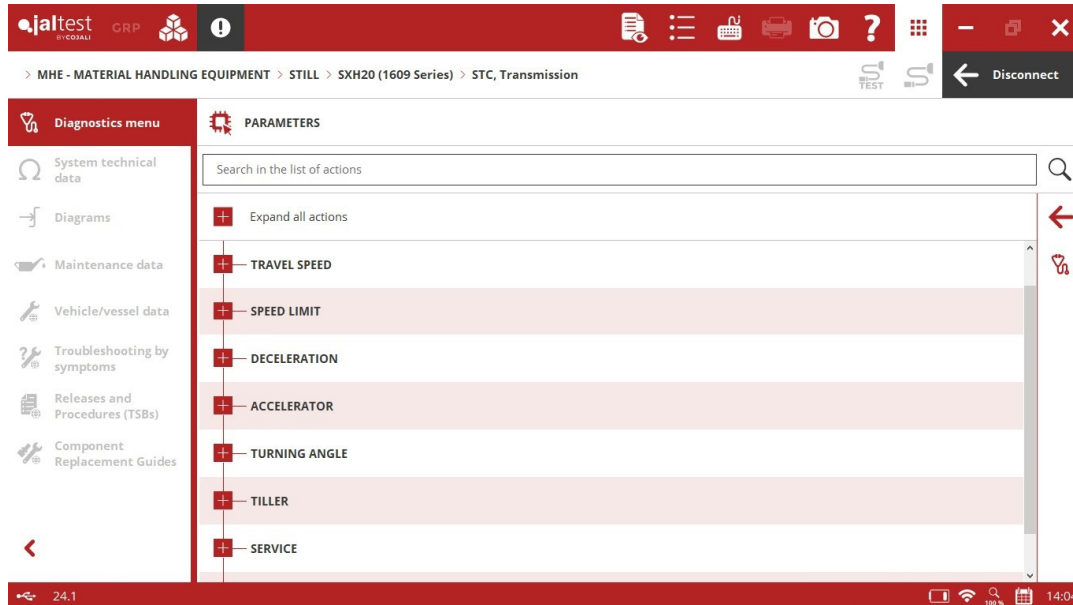 jaltest GRP
BY COJALI
> MHE - MATERIAL HANDLING EQUIPMENT > STILL > SXH20 (1609 Series) > STC, Transmission
TEST
Disconnect
Diagnostics menu
System technical
data
Diagrams
Maintenance data
Vehicle/vessel data
Troubleshooting by
symptoms
Releases and
Procedures (TSBs)
Component
Replacement Guides
PARAMETERS
Search in the list of actions
Expand all actions
TRAVEL SPEED
SPEED LIMIT
DECELERATION
ACCELERATOR
TURNING ANGLE
TILLER
SERVICE
24.1
100 %
14:04